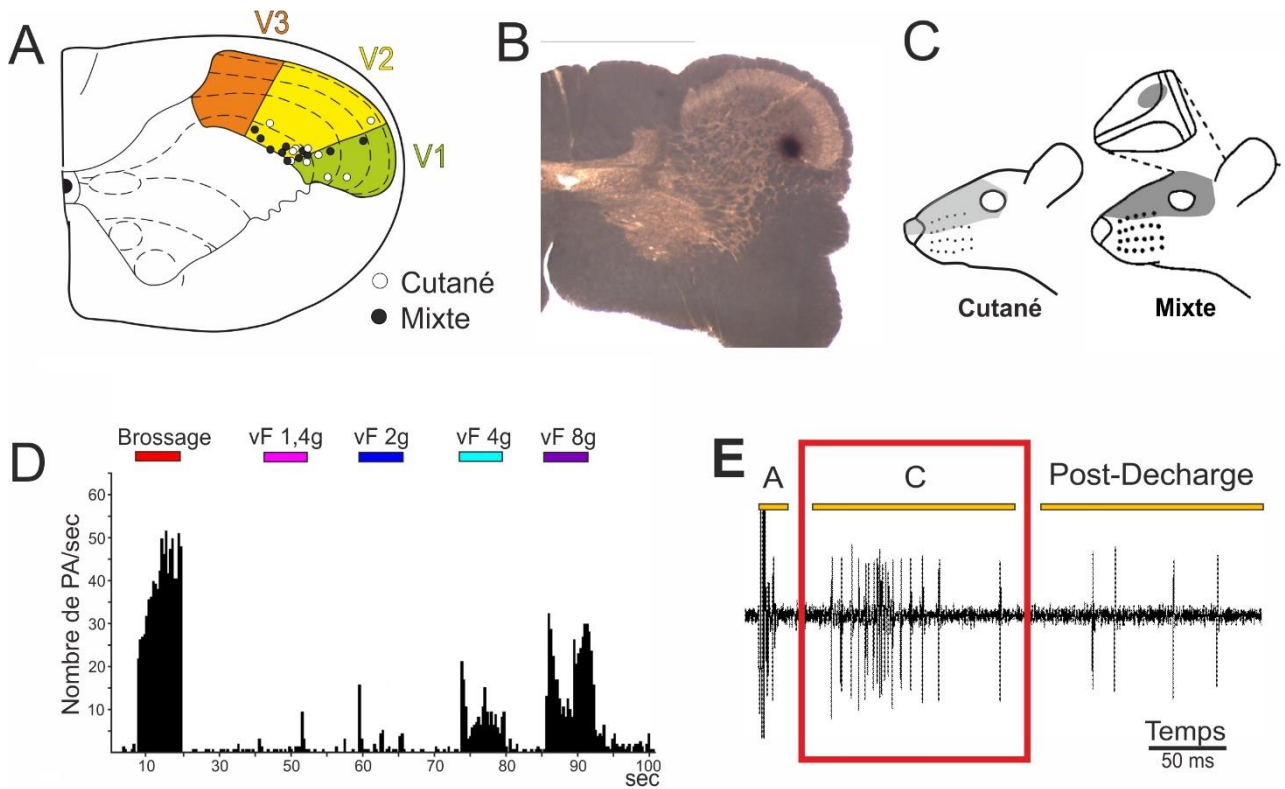 A
V3
V2
V1
Cutané
Mixte
B
C
Cutané
Mixte
D
Brossage
vF 1,4g
vF 2g
vF 4g
vF 8g
Nombre de PA/sec
60
50
40
30
20
10
10
50
60
70
80
90
100
sec
E
A
C
Post-Decharge
Temps
50 ms